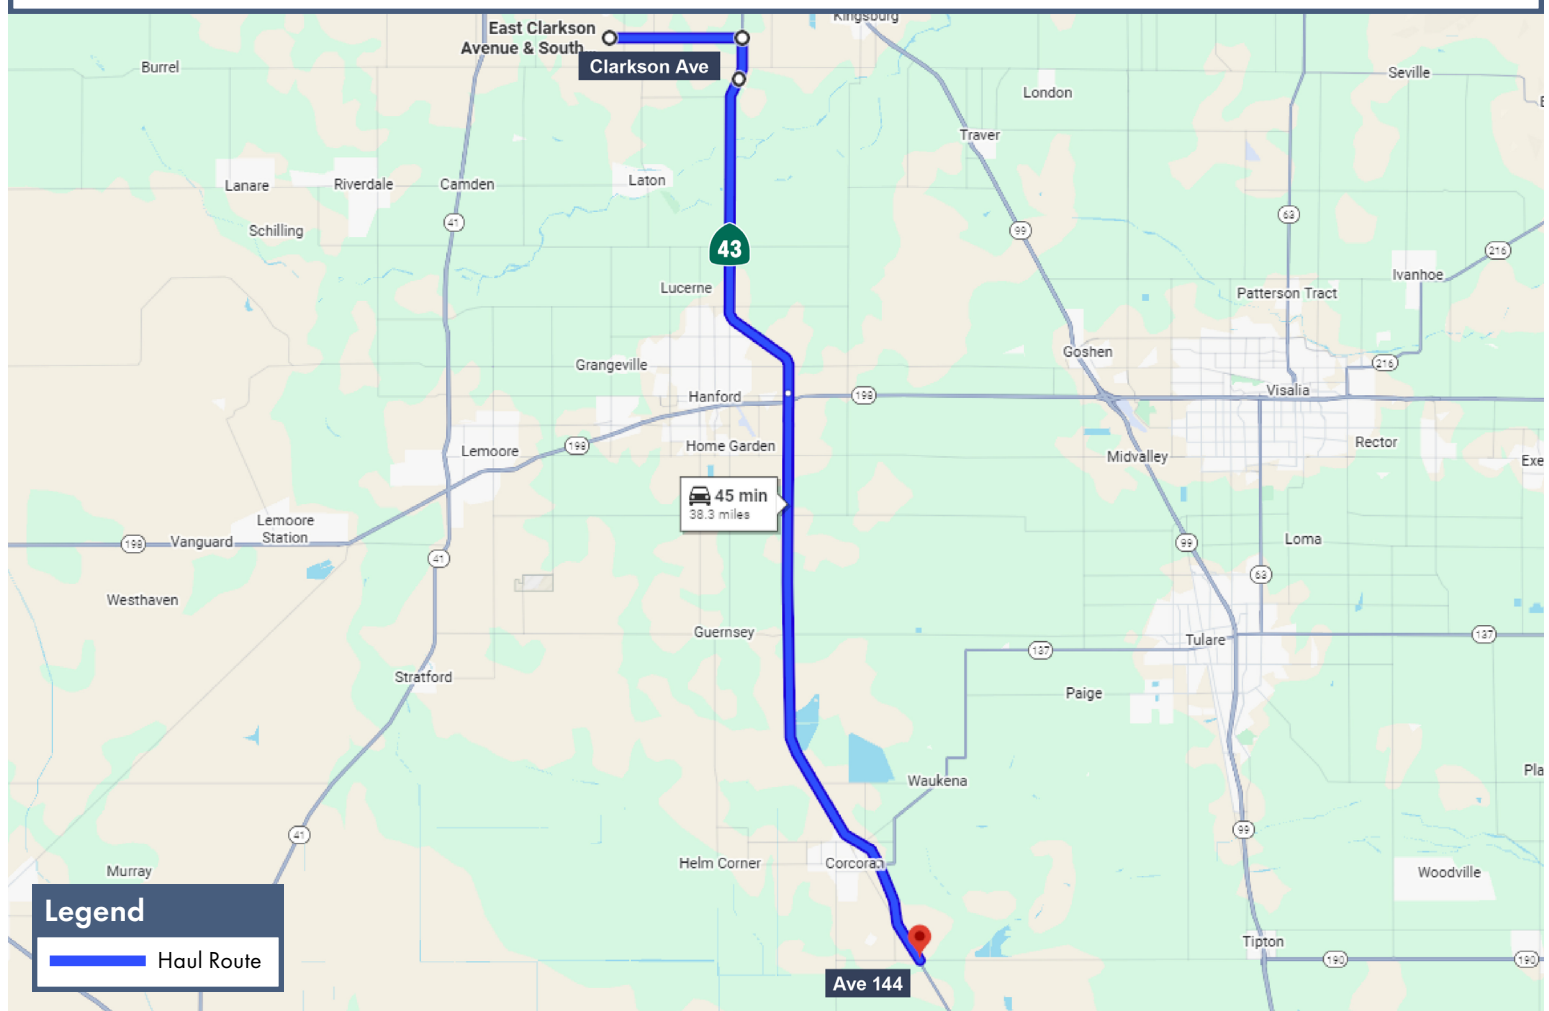 Kingsburg
East Clarkson
Avenue & South...
Clarkson Ave
Burrel
Seville
London
Traver
Lanare
Riverdale
Camden
Laton
41
63
Schilling
99
43
216
Ivanhoe
Lucerne
Patterson Tract
Goshen
Grangeville
216
Visalia
Hanford
198
198
Home Garden
Lemoore
Rector
Midvalley
Exe
45 min
38.3 miles
Lemoore
Station
198
Vanguard
41
99
Loma
63
Westhaven
Guernsey
Tulare
137
137
Stratford
Paige
Pla
Waukena
41
99
Helm Corner
Corcoran
Murray
Woodville
Legend
Haul Route
Tipton
190
190
Ave 144